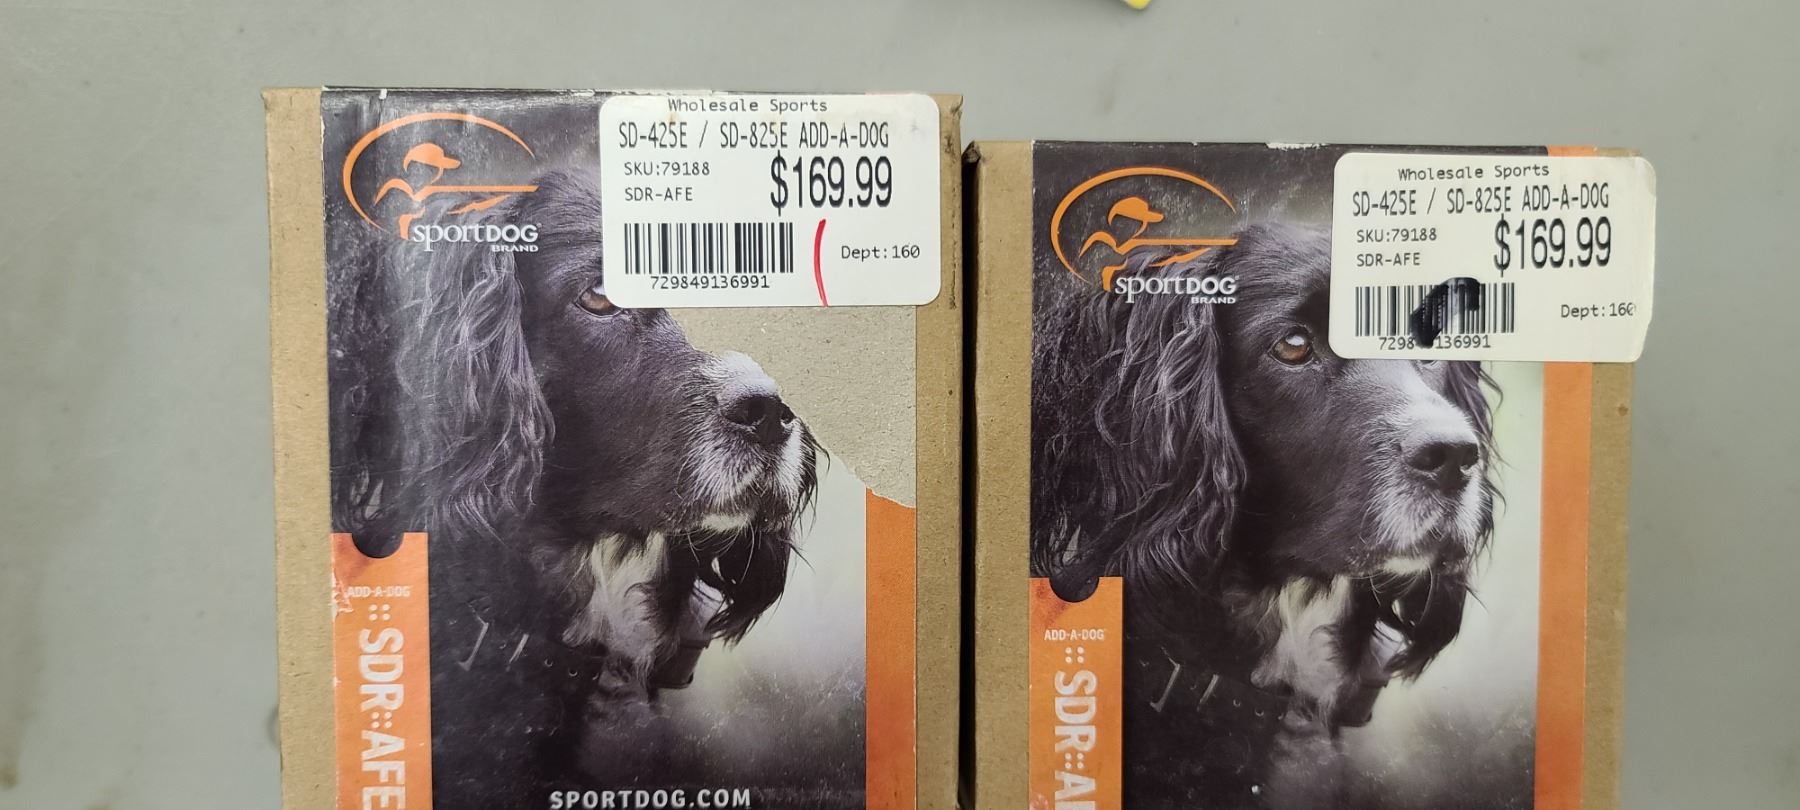 Wholesale Sports
SD-425E / SD-825E ADD-A-DOG
SKU:79188
$169.99
SDR-AFE
Dept:160
729849136991
sportDOG
BRAND
ADD-A-DOG
SDR::AFE
SPORTDOG.COM
Wholesale Sports
SD-425E / SD-825E ADD-A-DOG
SKU:79188
$169.99
SDR-AFE
Dept:160
7298 136991
sportDOG
BRAND
ADD-A-DOG
SDR::A